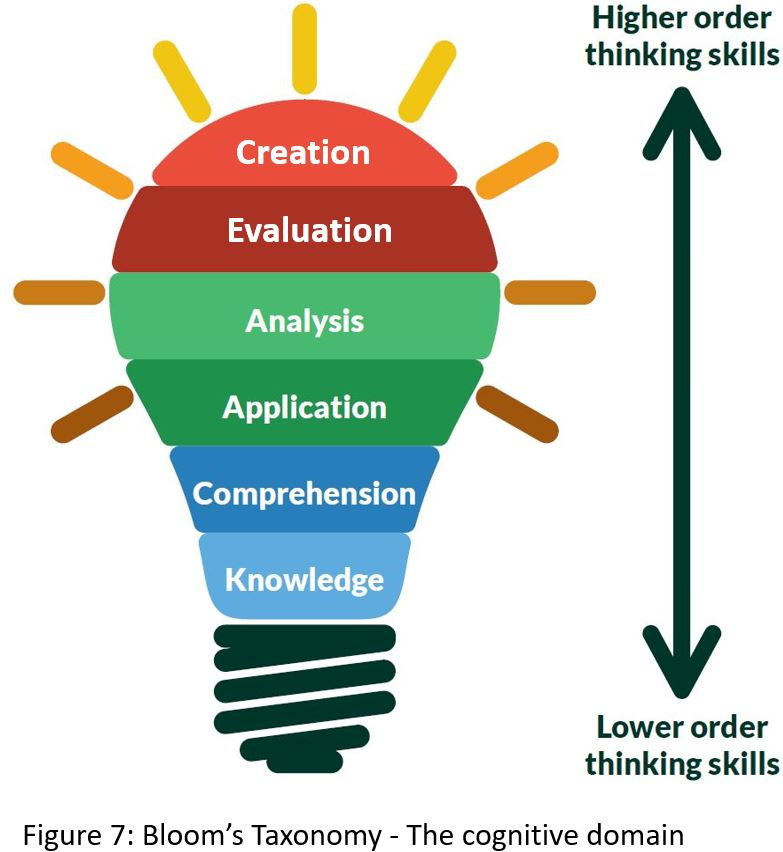 Higher order
thinking skills
Creation
Evaluation
Analysis
Application
Comprehension
Knowledge
Lower order
thinking skills
Figure 7: Bloom’s Taxonomy - The cognitive domain